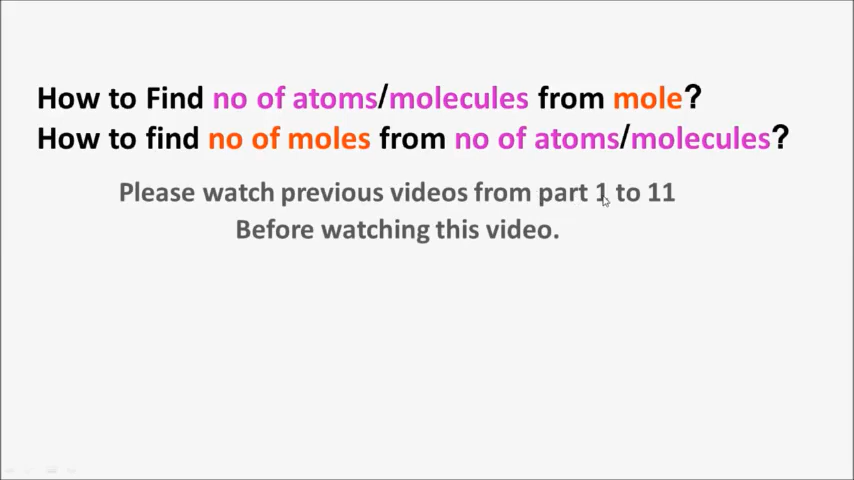 How to Find no of atoms/molecules from mole?
How to find no of moles from no of atoms/molecules?
Please watch previous videos from part 1 to 11
Before watching this video.